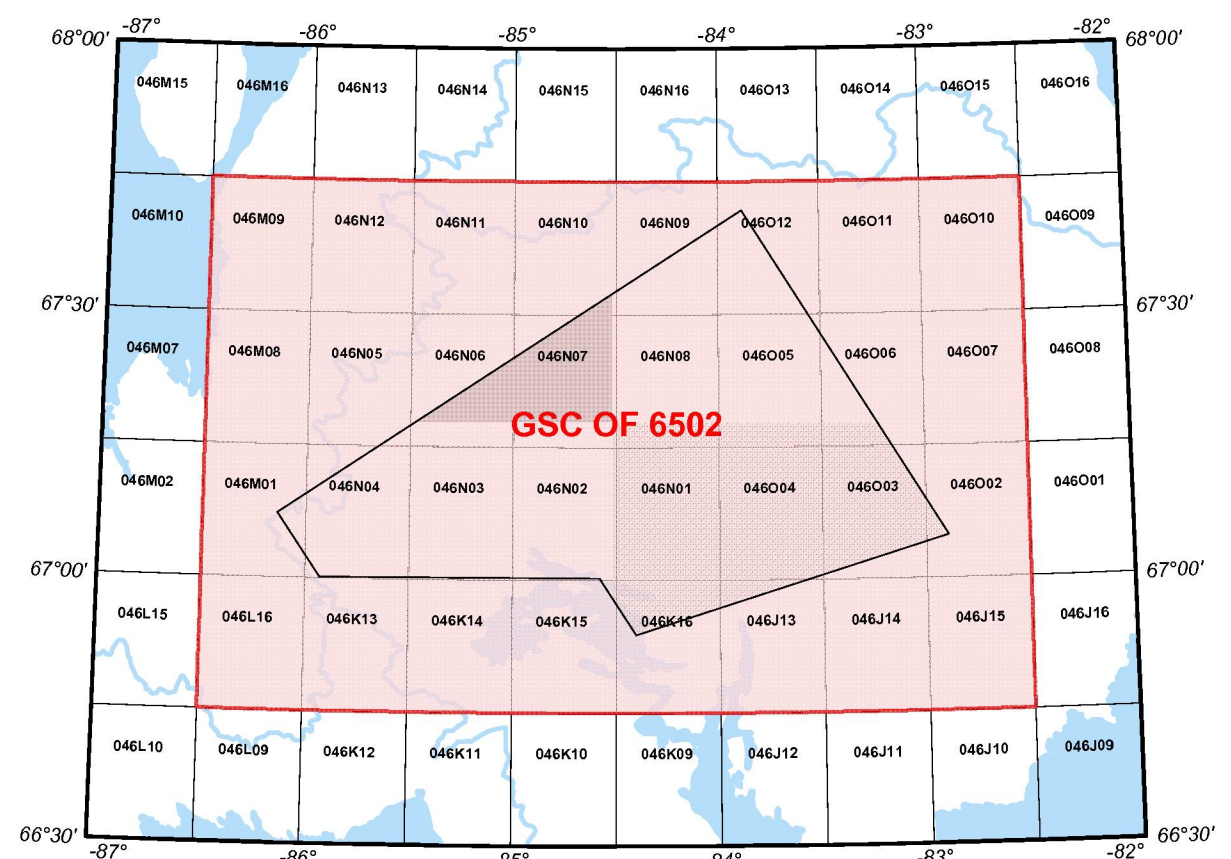 -87° -86° -85° -84° -83° -82°
68°00' 68°00'
046M15 046M16 046N13 046N14 046N15 046N16 046O13 046O14 046O15 046O16
046M10 046M09 046N12 046N11 046N10 046N09 046O12 046O11 046O10 046O09
67°30' 67°30'
046M07 046M08 046N05 046N06 046N07 046N08 046O05 046O06 046O07 046O08
GSC OF 6502
046M02 046M01 046N04 046N03 046N02 046N01 046O04 046O03 046O02 046O01
67°00' 67°00'
046L15 046L16 046K13 046K14 046K15 046K16 046J13 046J14 046J15 046J16
046L10 046L09 046K12 046K11 046K10 046K09 046J12 046J11 046J10 046J09
66°30' 66°30'
-87° -86° -85° -84° -83° -82°